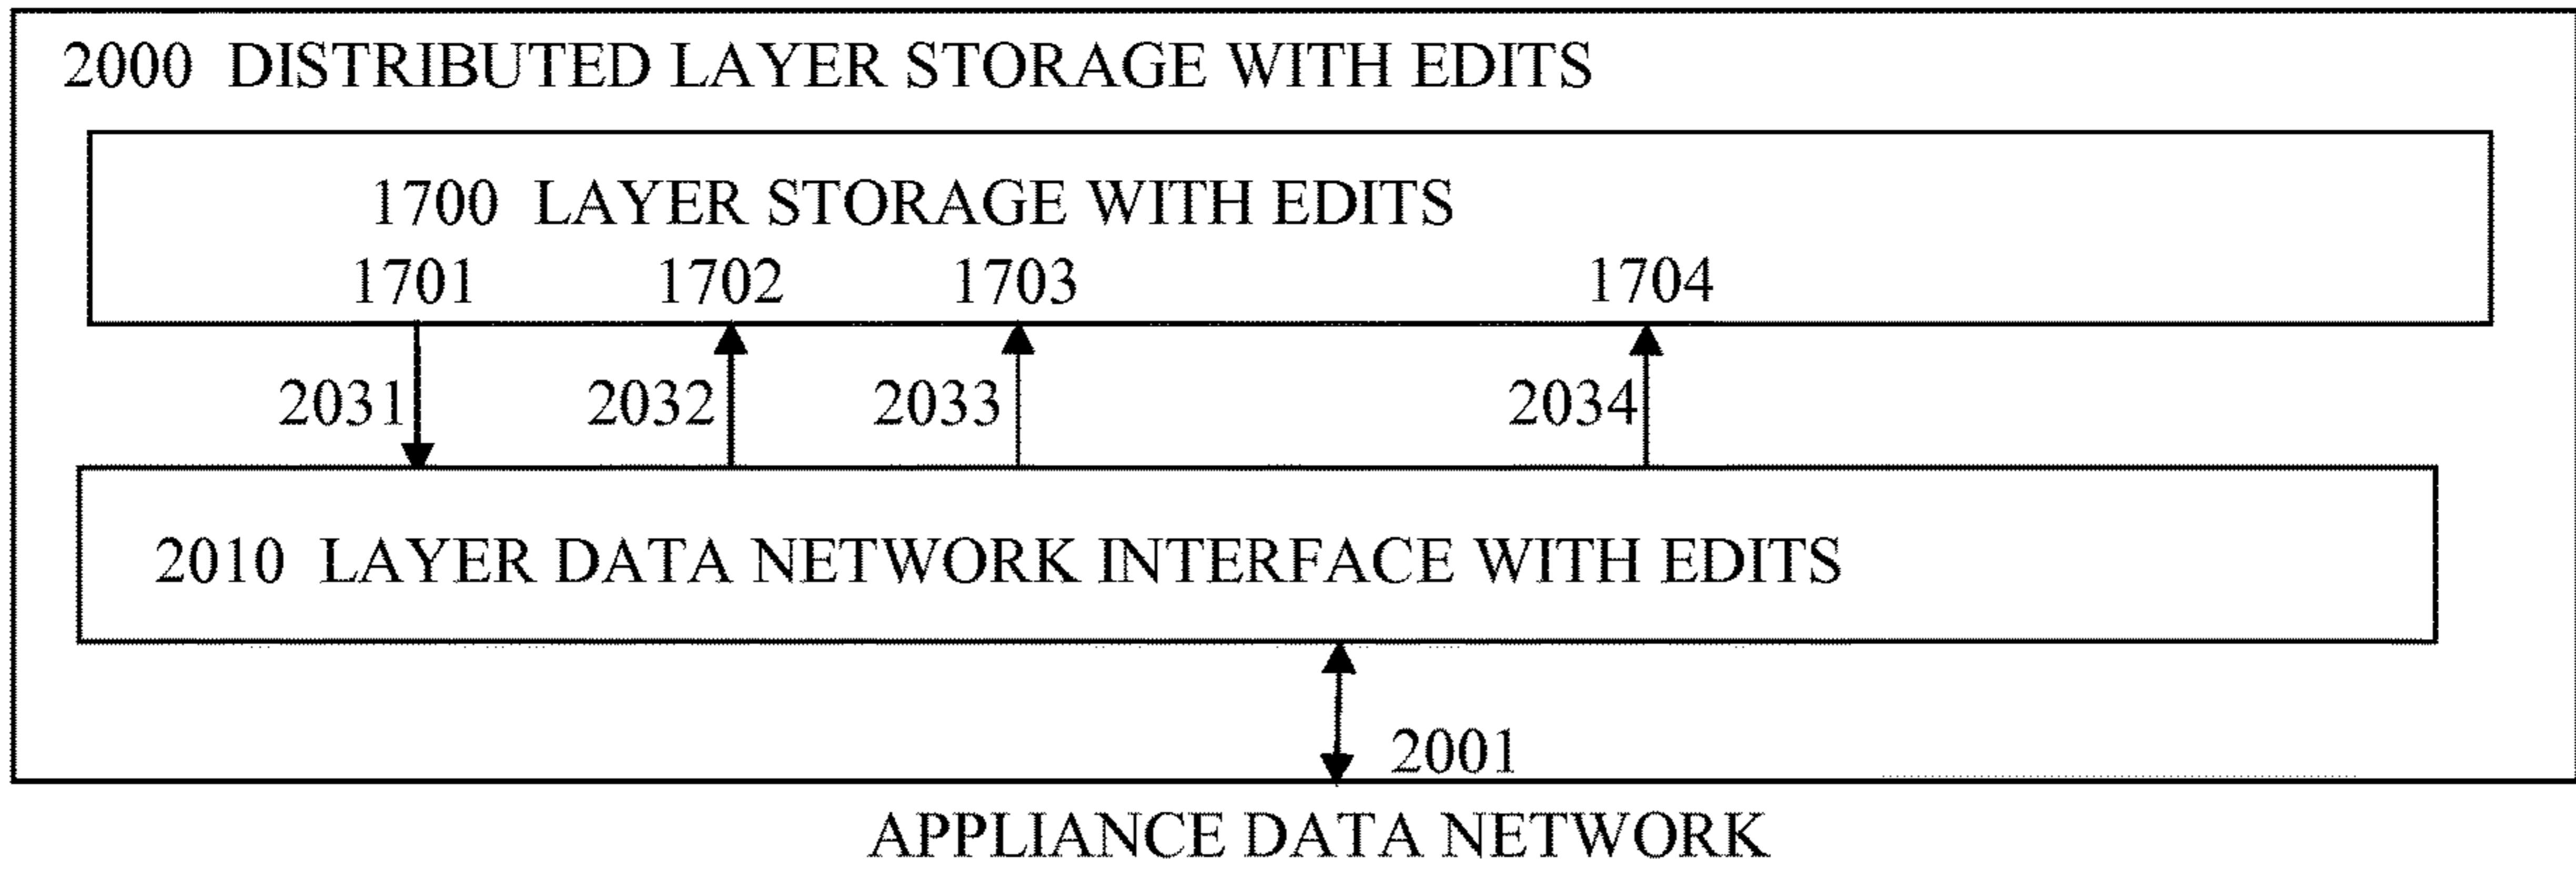 2000 DISTRIBUTED LAYER STORAGE WITH EDITS
1700 LAYER STORAGE WITH EDITS
1701 1702 1703 1704
2031 2032 2033 2034
2010 LAYER DATA NETWORK INTERFACE WITH EDITS
2001
APPLIANCE DATA NETWORK